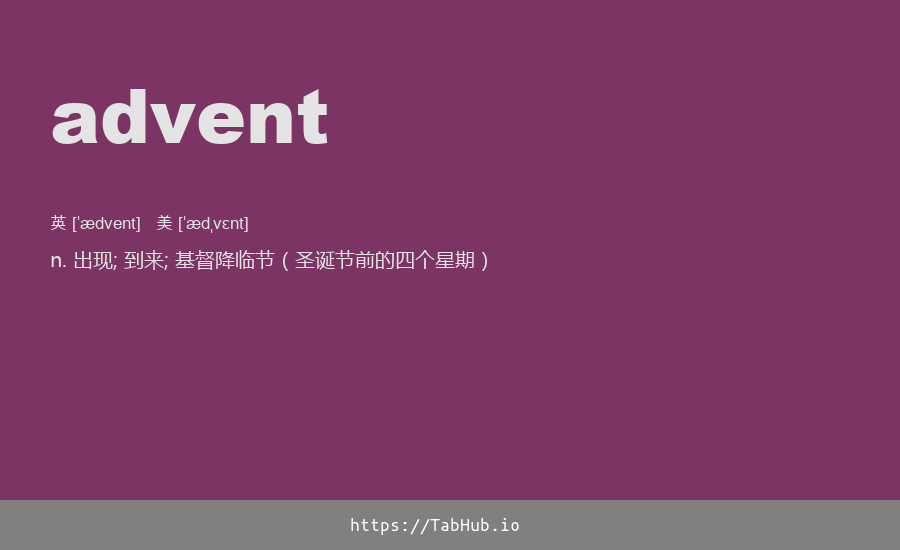 advent
英 [ˈædvent] 美 [ˈædˌvɛnt]
n. 出现; 到来; 基督降临节（圣诞节前的四个星期）
https://TabHub.io